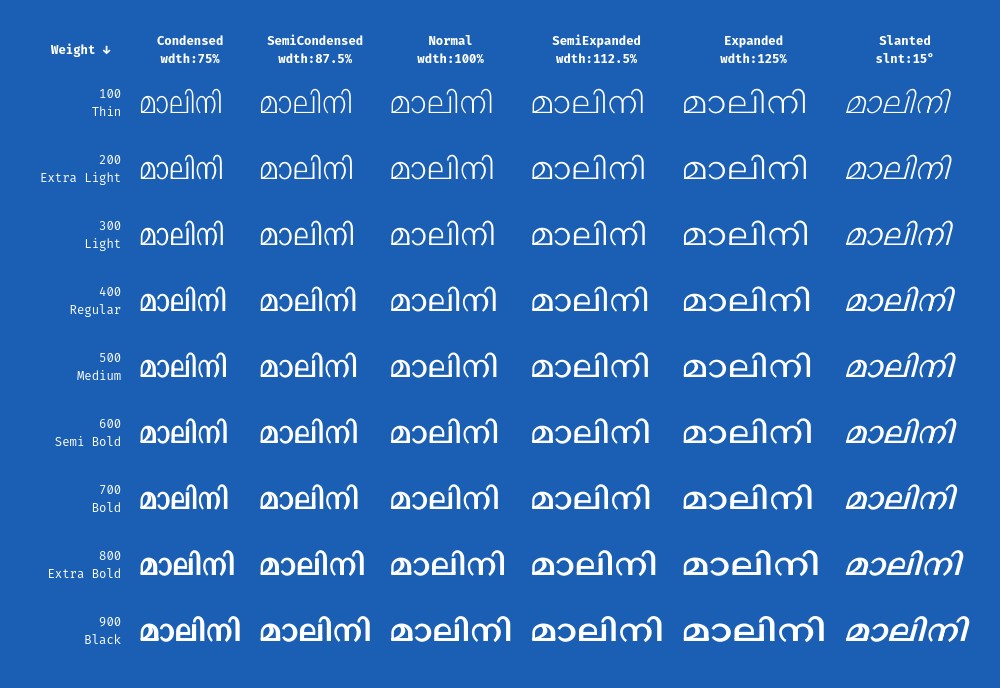 Weight ↓ Condensed SemiCondensed Normal SemiExpanded Expanded Slanted
wdth:75% wdth:87.5% wdth:100% wdth:112.5% wdth:125% slnt:15°
100
Thin മാലിനി മാലിനി മാലിനി മാലിനി മാലിനി മാലിനി
200
Extra Light മാലിനി മാലിനി മാലിനി മാലിനി മാലിനി മാലിനി
300
Light മാലിനി മാലിനി മാലിനി മാലിനി മാലിനി മാലിനി
400
Regular മാലിനി മാലിനി മാലിനി മാലിനി മാലിനി മാലിനി
500
Medium മാലിനി മാലിനി മാലിനി മാലിനി മാലിനി മാലിനി
600
Semi Bold മാലിനി മാലിനി മാലിനി മാലിനി മാലിനി മാലിനി
700
Bold മാലിനി മാലിനി മാലിനി മാലിനി മാലിനി മാലിനി
800
Extra Bold മാലിനി മാലിനി മാലിനി മാലിനി മാലിനി മാലിനി
900
Black മാലിനി മാലിനി മാലിനി മാലിനി മാലിനി മാലിനി